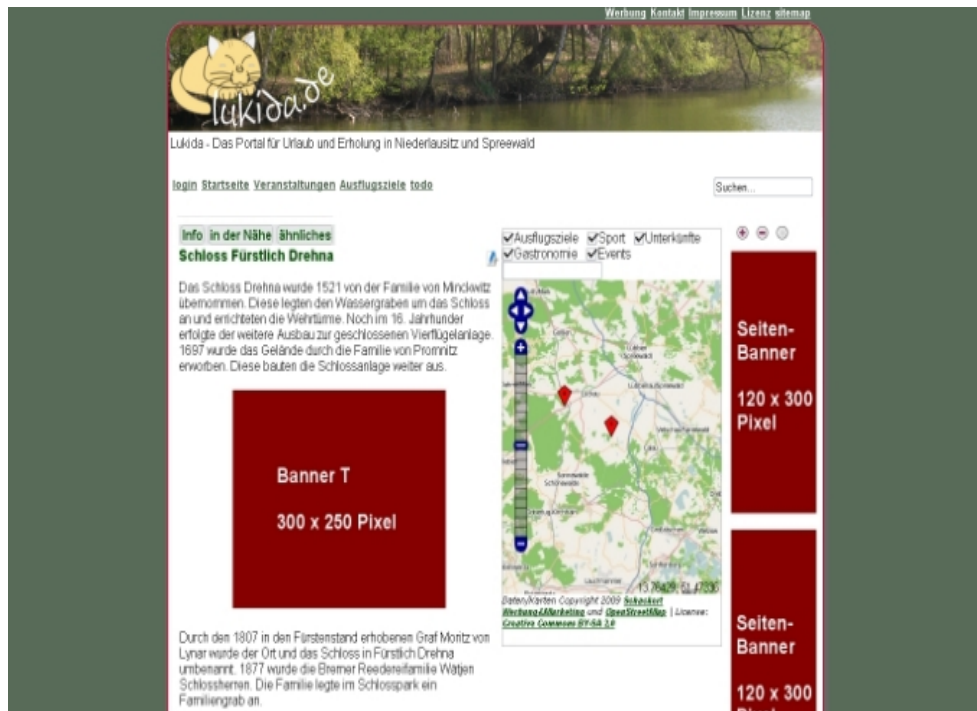 Werbung Kontakt Impressum Lizenz sitemap
lukida.de
Lukida - Das Portal für Urlaub und Erholung in Niederlausitz und Spreewald
login Startseite Veranstaltungen Ausflugsziele todo
Suchen...
Info in der Nähe ähnliches
Schloss Fürstlich Drehna
Das Schloss Drehna wurde 1521 von der Familie von Minckwitz
übernommen. Diese legten den Wassergraben um das Schloss
an und errichteten die Wehrtürme. Noch im 16. Jahrhunder
erfolgte der weitere Ausbau zur geschlossenen Vierflügelanlage.
1697 wurde das Gelände durch die Familie von Promnitz
erworben. Diese bauten die Schlossanlage weiter aus.
Banner T
300 x 250 Pixel
Durch den 1807 in den Fürstenstand erhobenen Graf Moritz von
Lynar wurde der Ort und das Schloss in Fürstlich Drehna
umbenannt. 1877 wurde die Bremer Reedereifamilie Wätjen
Schlossherren. Die Familie legte im Schlosspark ein
Familiengrab an.
Ausflugsziele Sport Unterkünfte
Gastronomie Events
Sonnewalde
Daten/Karten Copyright 2009 Schackert
Werbung&Marketing und OpenStreetMap | License:
Creative Commons BY-SA 2.0
Seiten-
Banner
120 x 300
Pixel
Seiten-
Banner
120 x 300